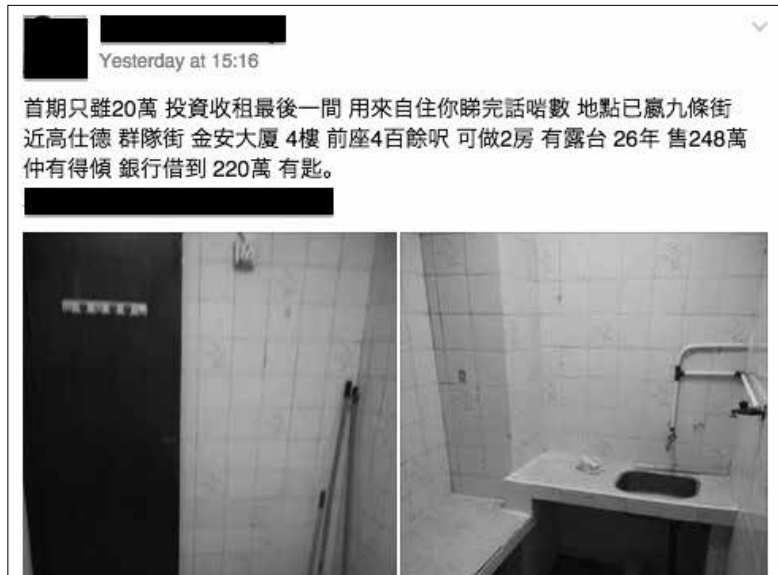 Yesterday at 15:16
首期只雖20萬 投資收租最後一間 用來自住你睇完話啱數 地點已嬴九條街
近高仕德 群隊街 金安大厦 4樓 前座4百餘呎 可做2房 有露台 26年 售248萬
仲有得傾 銀行借到 220萬 有匙。